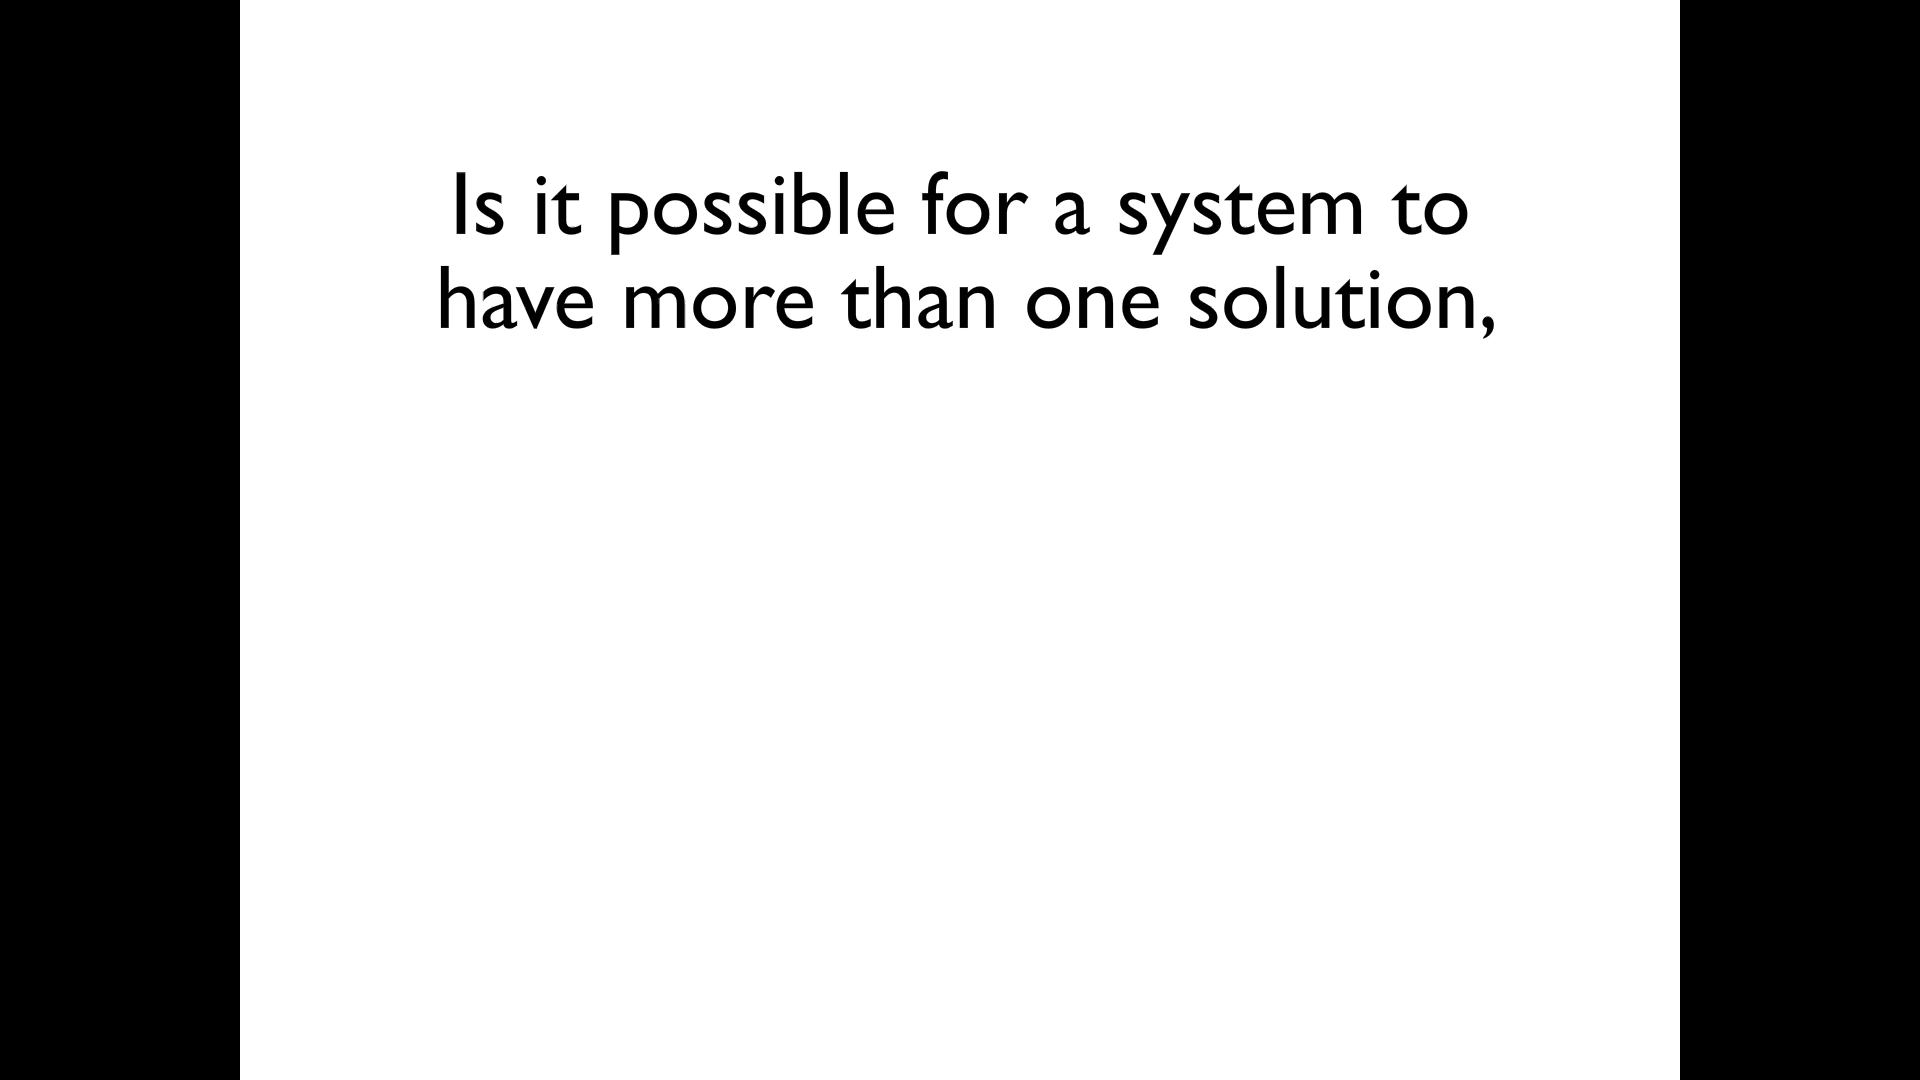 Is it possible for a system to
have more than one solution,